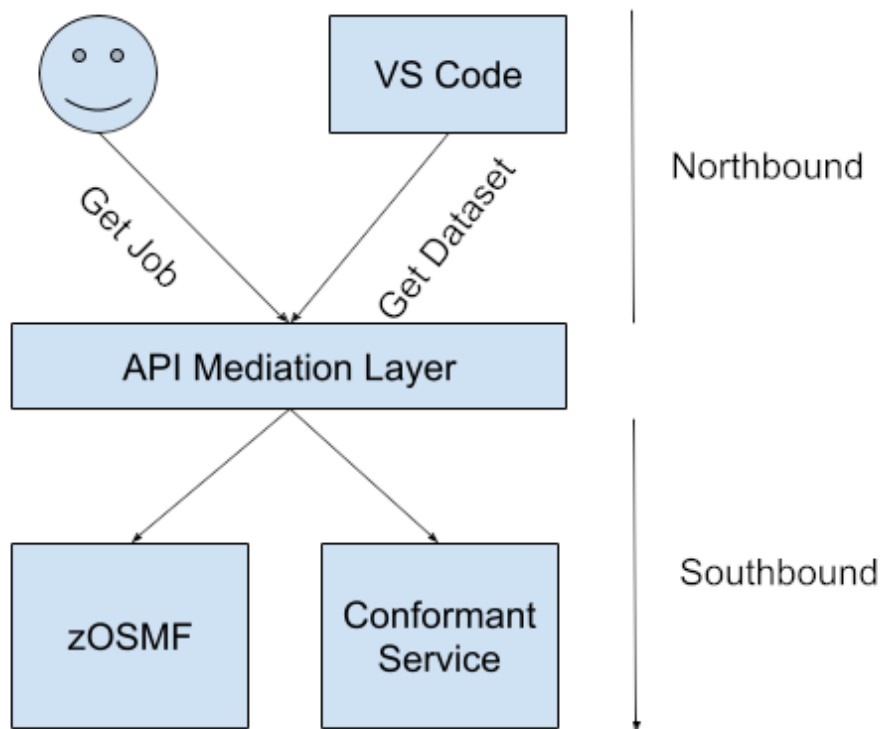 VS Code
Northbound
Get Job
Get Dataset
API Mediation Layer
zOSMF
Conformant
Service
Southbound